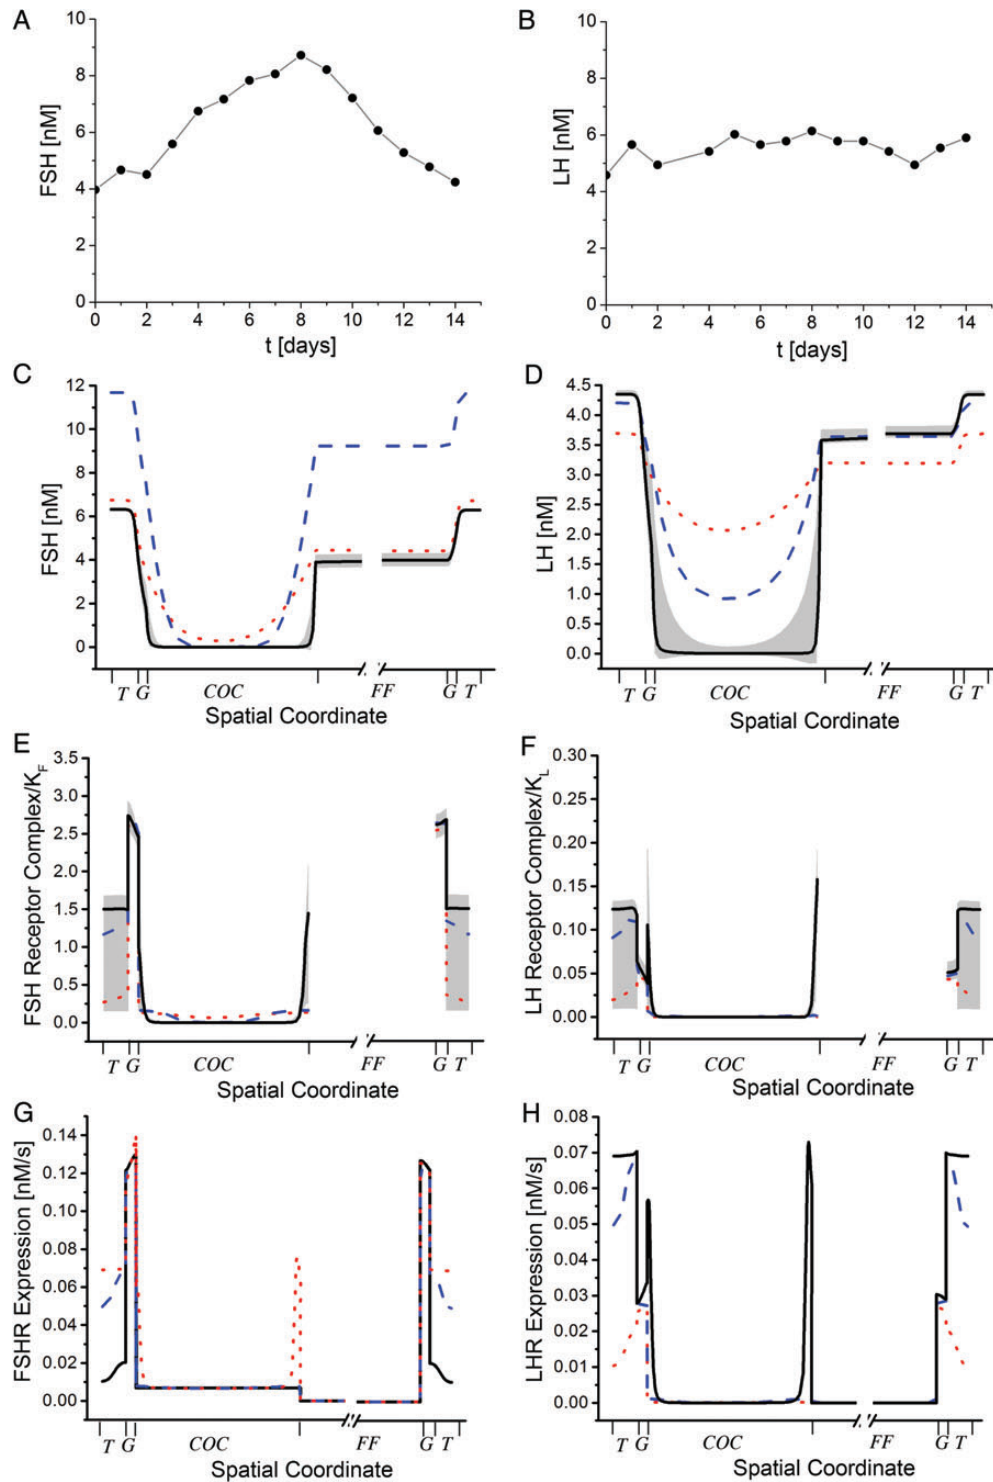 A
FSH [nM]
10
8
6
4
2
0
0 2 4 6 8 10 12 14
t [days]
B
LH [nM]
10
8
6
4
2
0
0 2 4 6 8 10 12 14
t [days]
C
FSH [nM]
12
10
8
6
4
2
0
T G COC FF G T
Spatial Coordinate
D
LH [nM]
4.5
4.0
3.5
3.0
2.5
2.0
1.5
1.0
0.5
0.0
T G COC FF G T
Spatial Coordinate
E
FSH Receptor Complex/K_F
3.5
3.0
2.5
2.0
1.5
1.0
0.5
0.0
T G COC FF G T
Spatial Coordinate
F
LH Receptor Complex/K_L
0.30
0.25
0.20
0.15
0.10
0.05
0.00
T G COC FF G T
Spatial Coordinate
G
FSHR Expression [nM/s]
0.14
0.12
0.10
0.08
0.06
0.04
0.02
0.00
T G COC FF G T
Spatial Coordinate
H
LHR Expression [nM/s]
0.08
0.07
0.06
0.05
0.04
0.03
0.02
0.01
0.00
T G COC FF G T
Spatial Coordinate